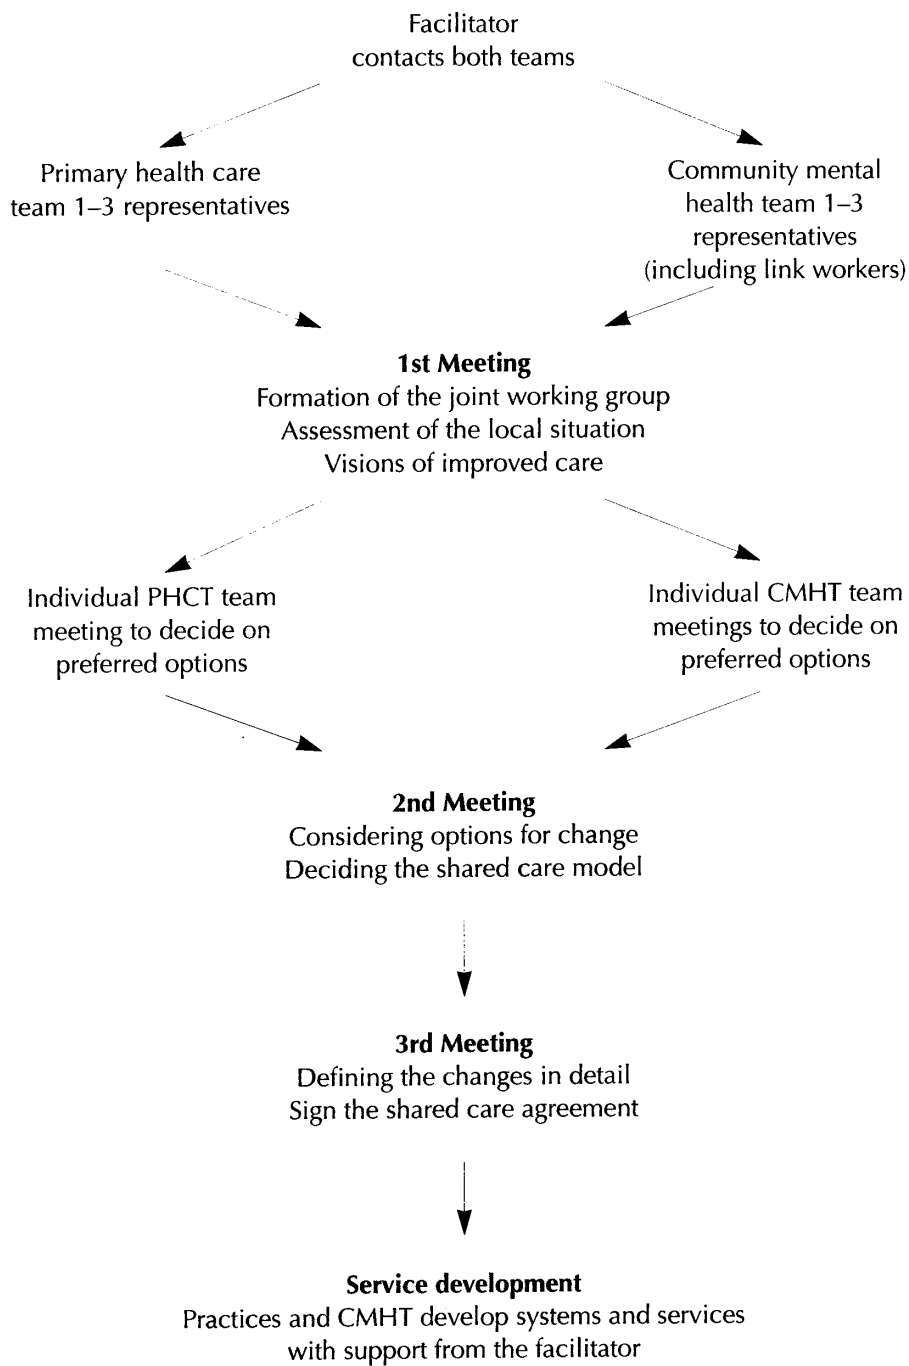 Facilitator
contacts both teams
Primary health care
team 1–3 representatives
Community mental
health team 1–3
representatives
(including link workers)
1st Meeting
Formation of the joint working group
Assessment of the local situation
Visions of improved care
Individual PHCT team
meeting to decide on
preferred options
Individual CMHT team
meetings to decide on
preferred options
2nd Meeting
Considering options for change
Deciding the shared care model
3rd Meeting
Defining the changes in detail
Sign the shared care agreement
Service development
Practices and CMHT develop systems and services
with support from the facilitator